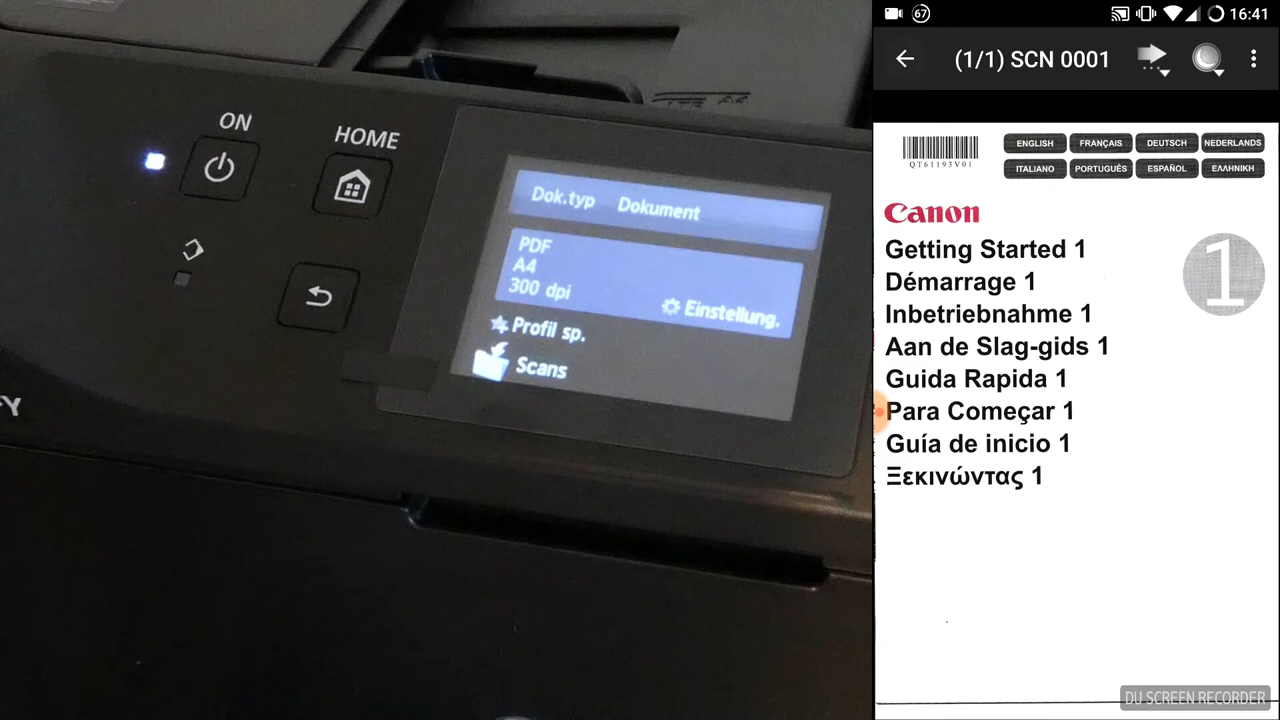 ON
HOME
Dok.typ Dokument
PDF
A4
300 dpi
Einstellung.
Profil sp.
Scans
FY
67
16:41
(1/1) SCN 0001
QT61193V01
ENGLISH FRANÇAIS DEUTSCH NEDERLANDS
ITALIANO PORTUGUÊS ESPAÑOL ΕΛΛΗΝΙΚΗ
Canon
1
Getting Started 1
Démarrage 1
Inbetriebnahme 1
Aan de Slag-gids 1
Guida Rapida 1
Para Começar 1
Guía de inicio 1
Ξεκινώντας 1
DU SCREEN RECORDER